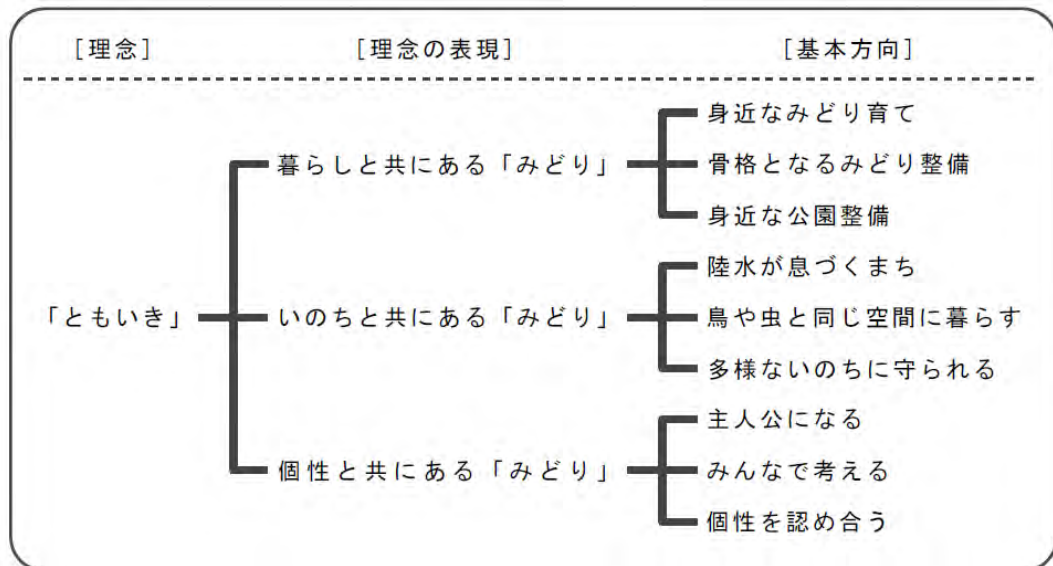 [理念] [理念の表現] [基本方向]
身近なみどり育て
暮らしと共にある「みどり」 骨格となるみどり整備
身近な公園整備
陸水が息づくまち
「ともいき」 いのちと共にある「みどり」 鳥や虫と同じ空間に暮らす
多様ないのちに守られる
主人公になる
個性と共にある「みどり」 みんなで考える
個性を認め合う